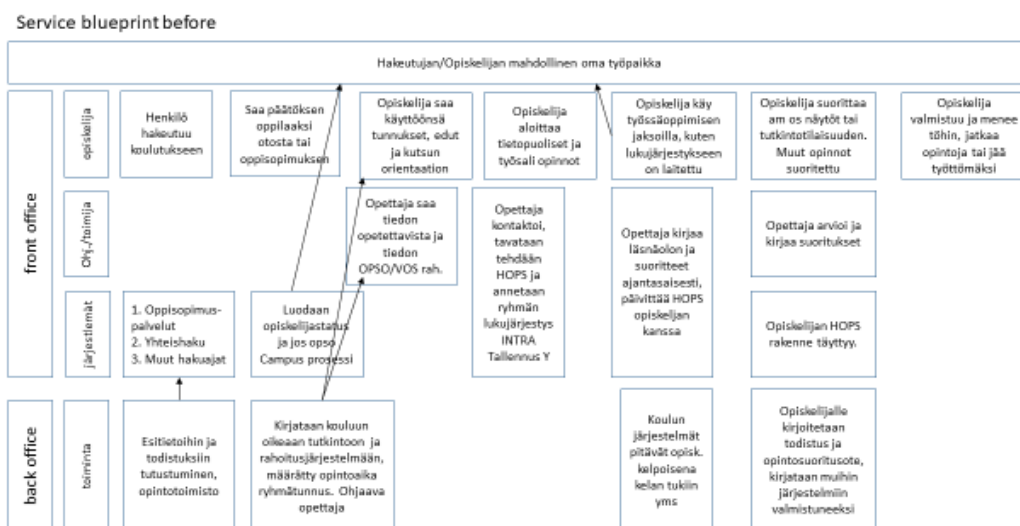 Service blueprint before
Hakeutujan/Opiskelijan mahdollinen oma työpaikka
front office
opiskelija
Henkilö
hakeutuu
koulutukseen
Saa päätöksen
oppilaaksi
otosta tai
oppisopimuksen
Opiskelija saa
käyttöönsä
tunnukset, edut
ja kutsun
orientaation
Opiskelija
aloittaa
tietopuoliset ja
työsali opinnot
Opiskelija käy
työssäoppimisen
jaksoilla, kuten
lukujärjestykseen
on laitettu
Opiskelija suorittaa
am os näytöt tai
tutkintotilaisuuden.
Muut opinnot
suoritettu
Opiskelija
valmistuu ja menee
töhin, jatkaa
opintoja tai jää
työttömäksi
Ohj./toimija
Opettaja saa
tiedon
opetettavista ja
tiedon
OPSO/VOS rah.
Opettaja
kontaktoi,
tavataan
tehdään
HOPS ja
annetaan
ryhmän
lukujärjestys
INTRA
Tallennus Y
Opettaja kirjaa
läsnäolon ja
suoritteet
ajantasaisesti,
päivittää HOPS
opiskeljan
kanssa
Opettaja arvioi ja
kirjaa suoritukset
järjestlemät
1. Oppisopimus-
palvelut
2. Yhteishaku
3. Muut hakuajat
Luodaan
opiskelijastatus
ja jos opso
Campus prosessi
Opiskelijan HOPS
rakenne täyttyy.
back office
toiminta
Esitietoihin ja
todistuksiin
tutustuminen,
opintotoimisto
Kirjataan kouluun
oikeaan tutkintoon ja
rahoitusjärjestelmään,
määrätty opintoaika
ryhmätunnus. Ohjaava
opettaja
Koulun
järjestelmät
pitävät opisk.
kelpoisena
kelan tukiin
yms
Opiskelijalle
kirjoitetaan
todistus ja
opintosuoritusote,
kirjataan muihin
järjestelmiin
valmistuneeksi